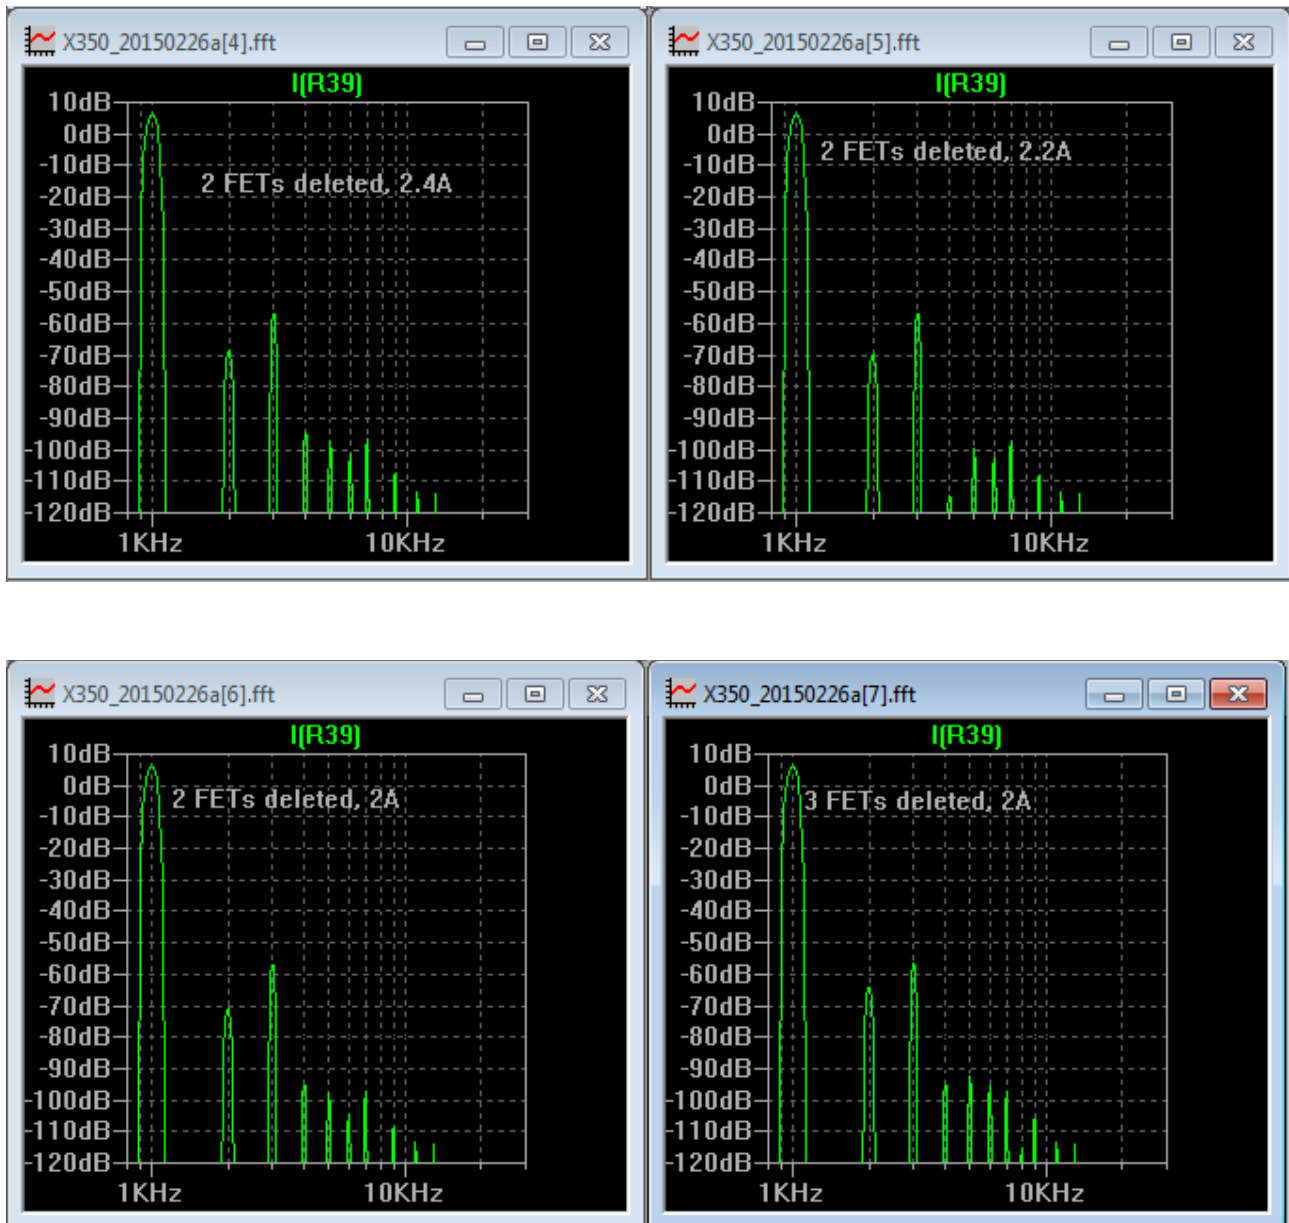 X350_20150226a[4].fft
I(R39)
10dB
0dB
-10dB
-20dB
-30dB
-40dB
-50dB
-60dB
-70dB
-80dB
-90dB
-100dB
-110dB
-120dB
2 FETs deleted, 2.4A
1KHz 10KHz
X350_20150226a[5].fft
I(R39)
10dB
0dB
-10dB
-20dB
-30dB
-40dB
-50dB
-60dB
-70dB
-80dB
-90dB
-100dB
-110dB
-120dB
2 FETs deleted, 2.2A
1KHz 10KHz
X350_20150226a[6].fft
I(R39)
10dB
0dB
-10dB
-20dB
-30dB
-40dB
-50dB
-60dB
-70dB
-80dB
-90dB
-100dB
-110dB
-120dB
2 FETs deleted, 2A
1KHz 10KHz
X350_20150226a[7].fft
I(R39)
10dB
0dB
-10dB
-20dB
-30dB
-40dB
-50dB
-60dB
-70dB
-80dB
-90dB
-100dB
-110dB
-120dB
3 FETs deleted, 2A
1KHz 10KHz